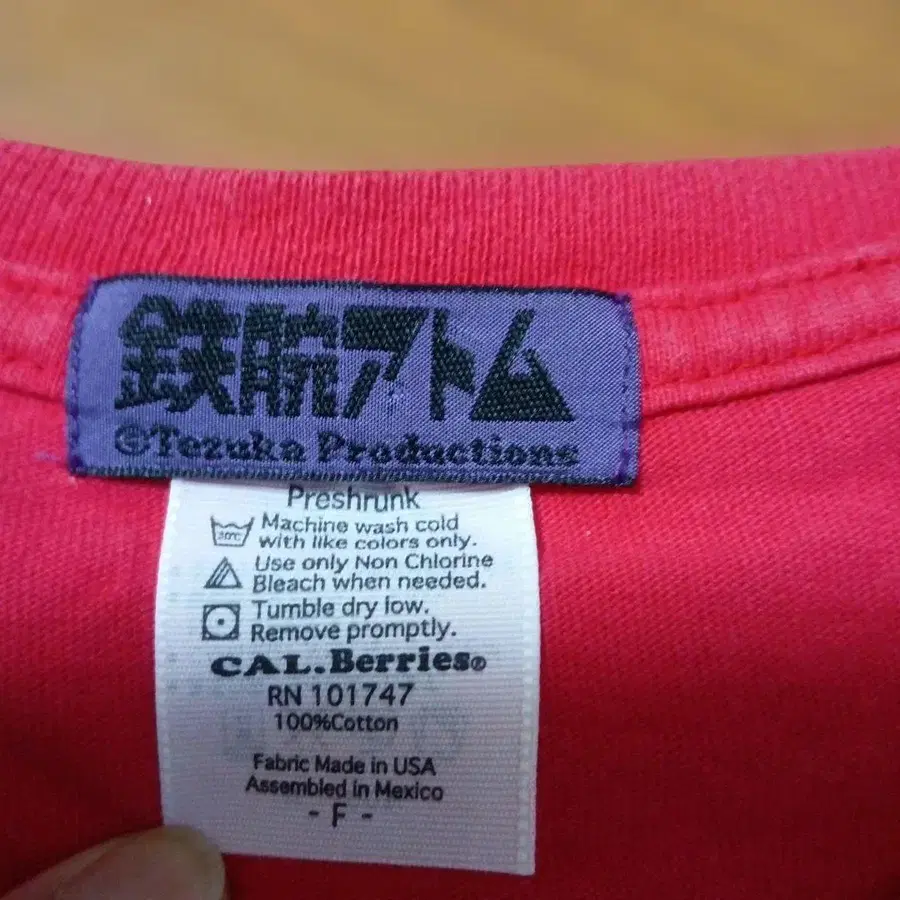 鉄腕アトム
©Tezuka Productions
Preshrunk
30°C
Machine wash cold
with like colors only.
Use only Non Chlorine
Bleach when needed.
Tumble dry low.
Remove promptly.
CAL.Berries®
RN 101747
100%Cotton
Fabric Made in USA
Assembled in Mexico
- F -